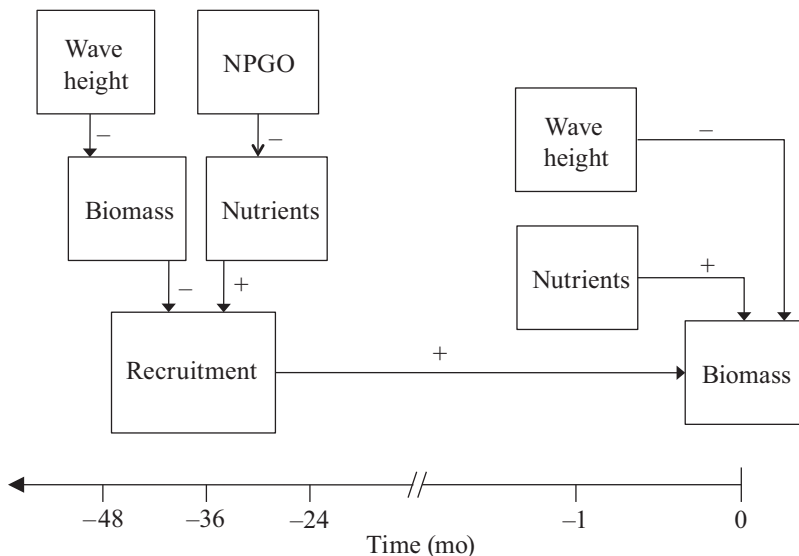 Wave
height
NPGO
–
–
Wave
height
–
Biomass
Nutrients
Nutrients
+
–
+
Recruitment
+
Biomass
–48
–36
–24
–1
0
Time (mo)